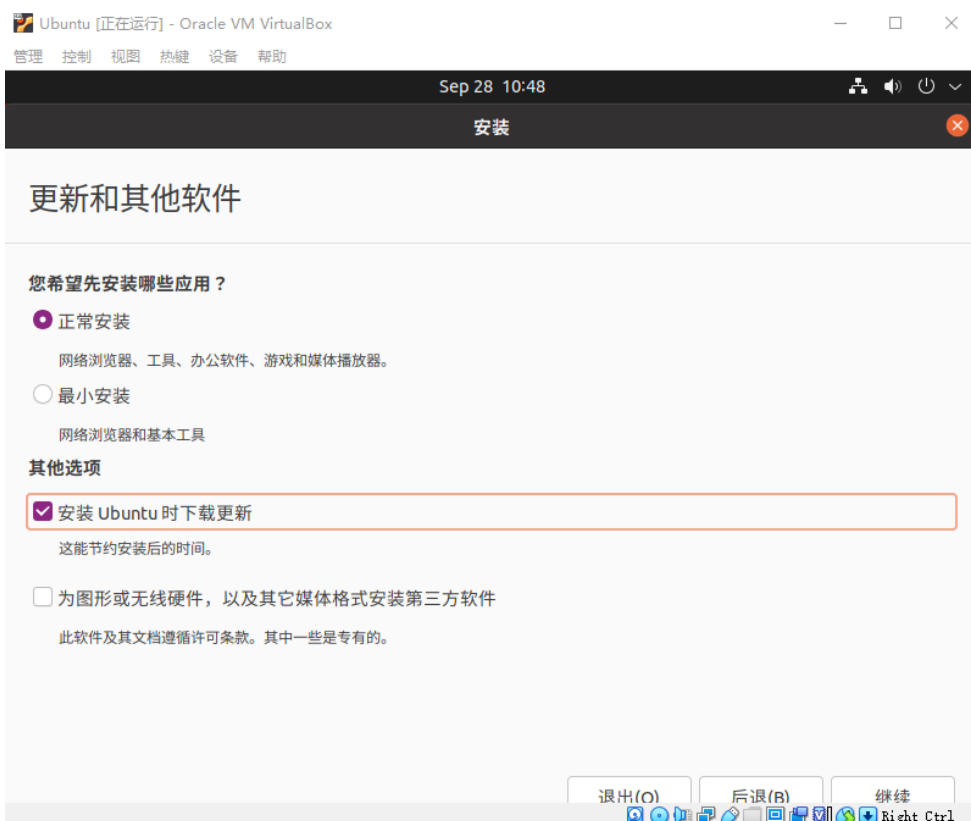 Ubuntu [正在运行] - Oracle VM VirtualBox
管理 控制 视图 热键 设备 帮助
Sep 28 10:48
安装
更新和其他软件
您希望先安装哪些应用？
正常安装
网络浏览器、工具、办公软件、游戏和媒体播放器。
最小安装
网络浏览器和基本工具
其他选项
安装 Ubuntu 时下载更新
这能节约安装后的时间。
为图形或无线硬件，以及其它媒体格式安装第三方软件
此软件及其文档遵循许可条款。其中一些是专有的。
退出(Q) 后退(B) 继续
Right Ctrl